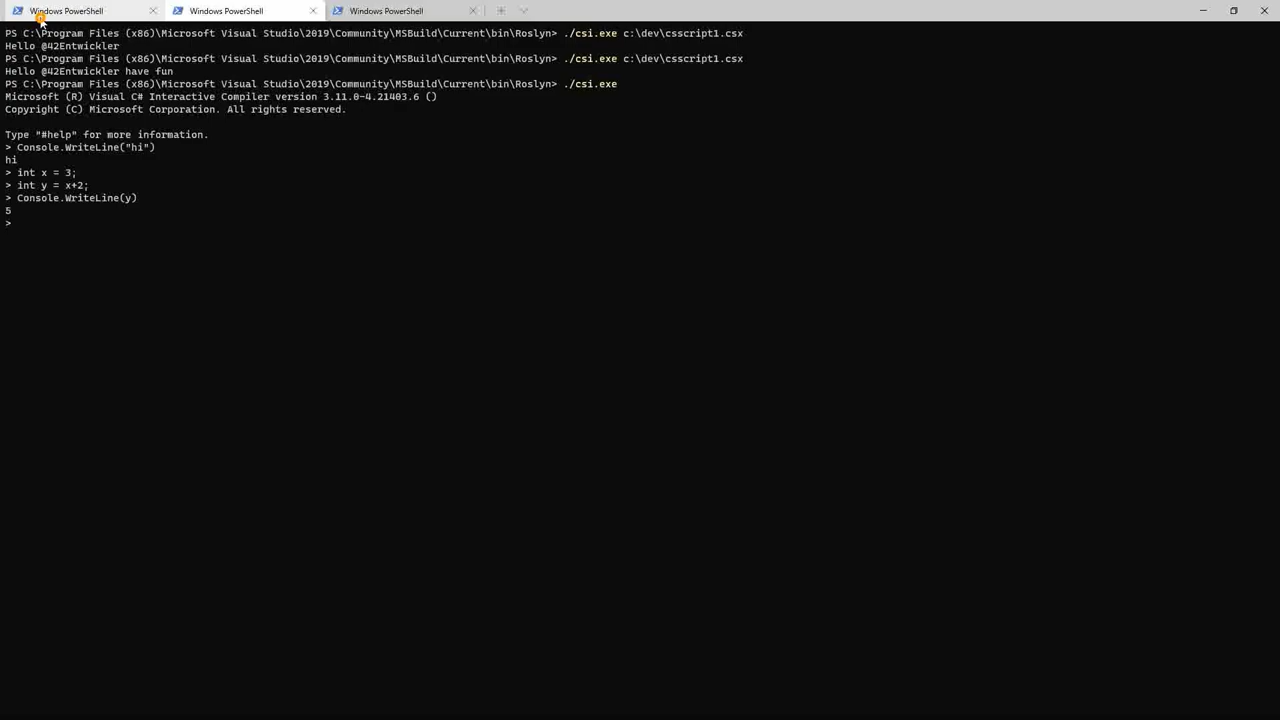 Windows PowerShell
Windows PowerShell
Windows PowerShell
PS C:\Program Files (x86)\Microsoft Visual Studio\2019\Community\MSBuild\Current\bin\Roslyn> ./csi.exe c:\dev\csscript1.csx
Hello @42Entwickler
PS C:\Program Files (x86)\Microsoft Visual Studio\2019\Community\MSBuild\Current\bin\Roslyn> ./csi.exe c:\dev\csscript1.csx
Hello @42Entwickler have fun
PS C:\Program Files (x86)\Microsoft Visual Studio\2019\Community\MSBuild\Current\bin\Roslyn> ./csi.exe
Microsoft (R) Visual C# Interactive Compiler version 3.11.0-4.21403.6 ()
Copyright (C) Microsoft Corporation. All rights reserved.
Type "#help" for more information.
> Console.WriteLine("hi")
hi
> int x = 3;
> int y = x+2;
> Console.WriteLine(y)
5
>